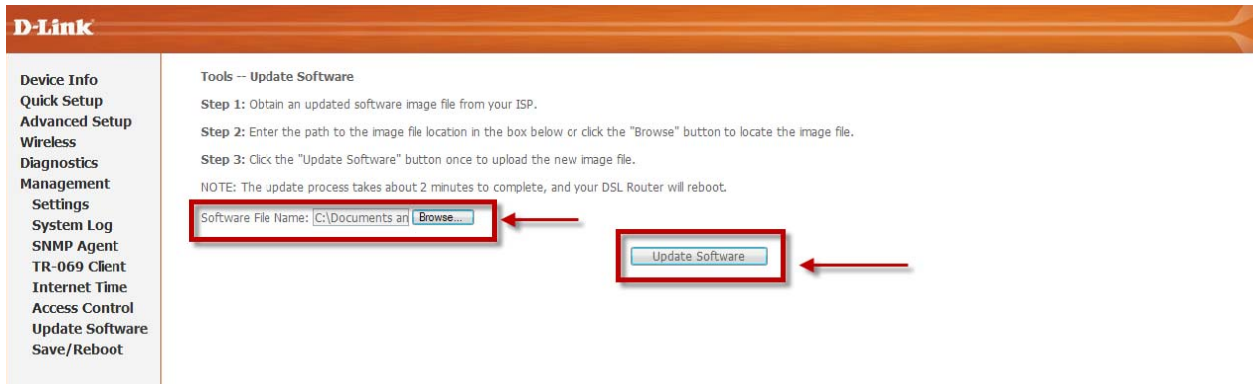 D-Link
Device Info
Quick Setup
Advanced Setup
Wireless
Diagnostics
Management
Settings
System Log
SNMP Agent
TR-069 Client
Internet Time
Access Control
Update Software
Save/Reboot
Tools -- Update Software
Step 1: Obtain an updated software image file from your ISP.
Step 2: Enter the path to the image file location in the box below or click the "Browse" button to locate the image file.
Step 3: Click the "Update Software" button once to upload the new image file.
NOTE: The update process takes about 2 minutes to complete, and your DSL Router will reboot.
Software File Name: C:\Documents an Browse...
Update Software